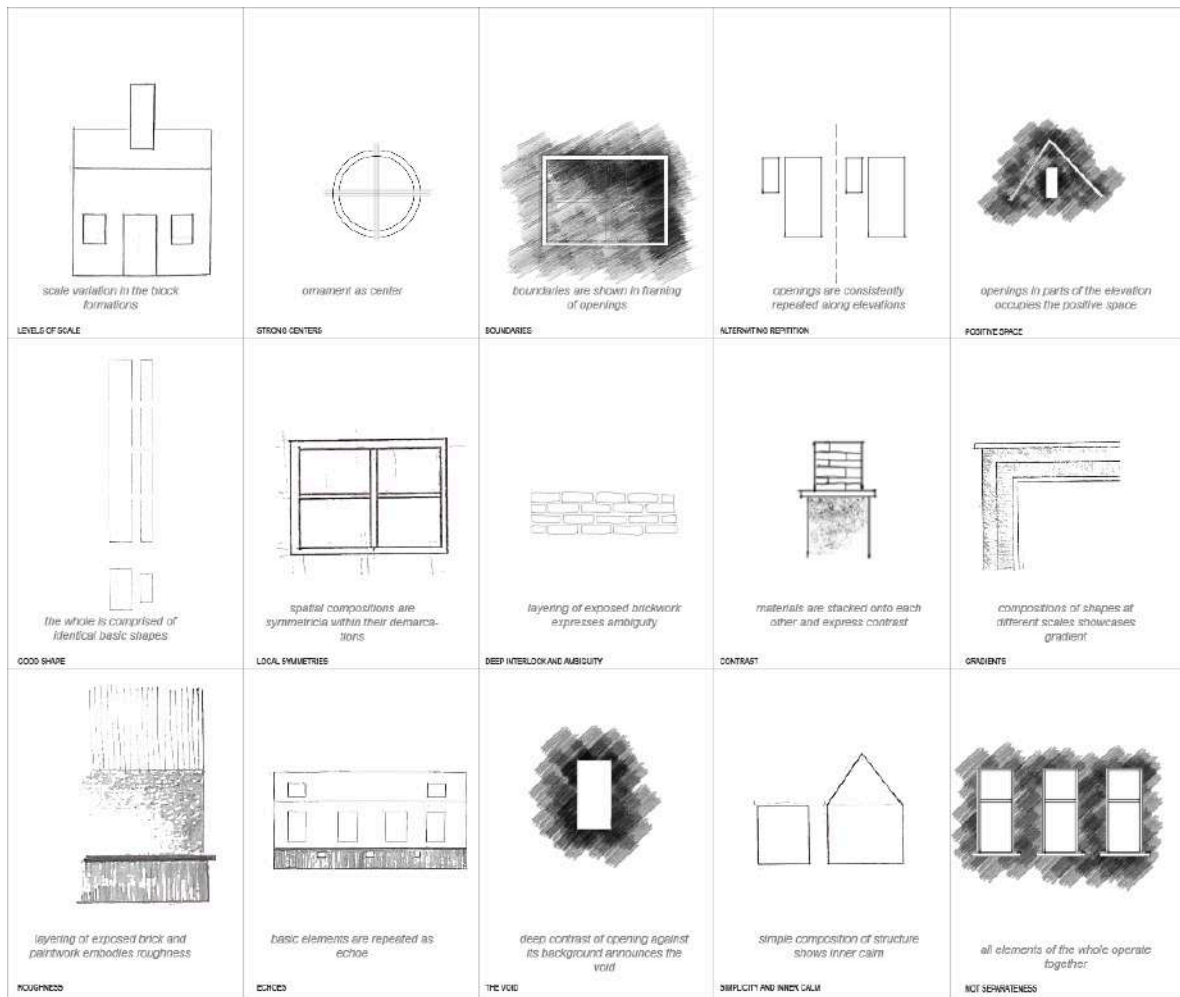 scale variation in the block
formations
LEVELS OF SCALE
ornament as center
STRONG CENTERS
boundaries are shown in framing
of openings
BOUNDARIES
openings are consistently
repeated along elevations
ALTERNATING REPITITION
openings in parts of the elevation
occupies the positive space
POSITIVE SPACE
the whole is comprised of
identical basic shapes
GOOD SHAPE
spatial compositions are
symmetricia within their demarca-
tions
LOCAL SYMMETRIES
layering of exposed brickwork
expresses ambiguity
DEEP INTERLOCK AND AMBIGUITY
materials are stacked onto each
other and express contrast
CONTRAST
compositions of shapes at
different scales showcases
gradient
GRADIENTS
layering of exposed brick and
paintwork embodies roughness
ROUGHNESS
basic elements are repeated as
echoe
ECHOES
deep contrast of opening against
its background announces the
void
THE VOID
simple composition of structure
shows inner calm
SIMPLICITY AND INNER CALM
all elements of the whole operate
together
NOT SEPARATENESS